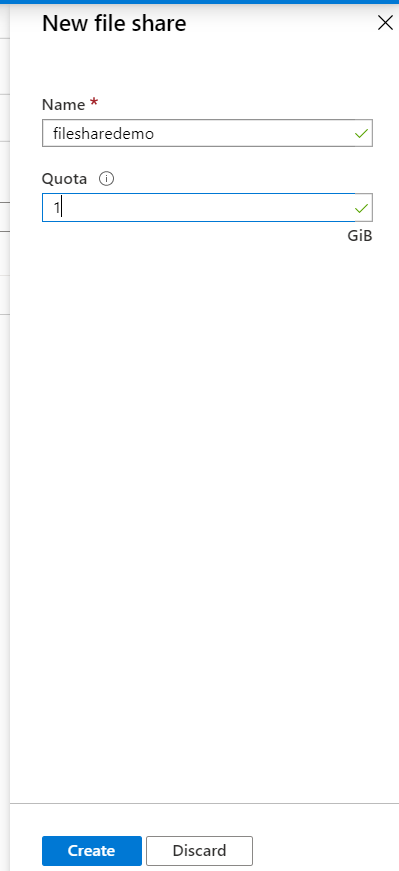 New file share
Name *
filesharedemo
Quota
1
GiB
Create
Discard